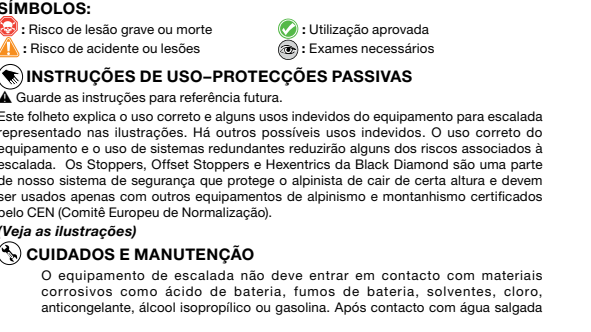 SÍMBOLOS:
: Risco de lesão grave ou morte
: Risco de acidente ou lesões
: Utilização aprovada
: Exames necessários
INSTRUÇÕES DE USO–PROTECÇÕES PASSIVAS
Guarde as instruções para referência futura.
Este folheto explica o uso correto e alguns usos indevidos do equipamento para escalada
representado nas ilustrações. Há outros possíveis usos indevidos. O uso correto do
equipamento e o uso de sistemas redundantes reduzirão alguns dos riscos associados à
escalada. Os Stoppers, Offset Stoppers e Hexentrics da Black Diamond são uma parte
de nosso sistema de segurança que protege o alpinista de cair de certa altura e devem
ser usados apenas com outros equipamentos de alpinismo e montanhismo certificados
pelo CEN (Comitê Europeu de Normalização).
(Veja as ilustrações)
CUIDADOS E MANUTENÇÃO
O equipamento de escalada não deve entrar em contacto com materiais
corrosivos como ácido de bateria, fumos de bateria, solventes, cloro,
anticongelante, álcool isopropílico ou gasolina. Após contacto com água salgada